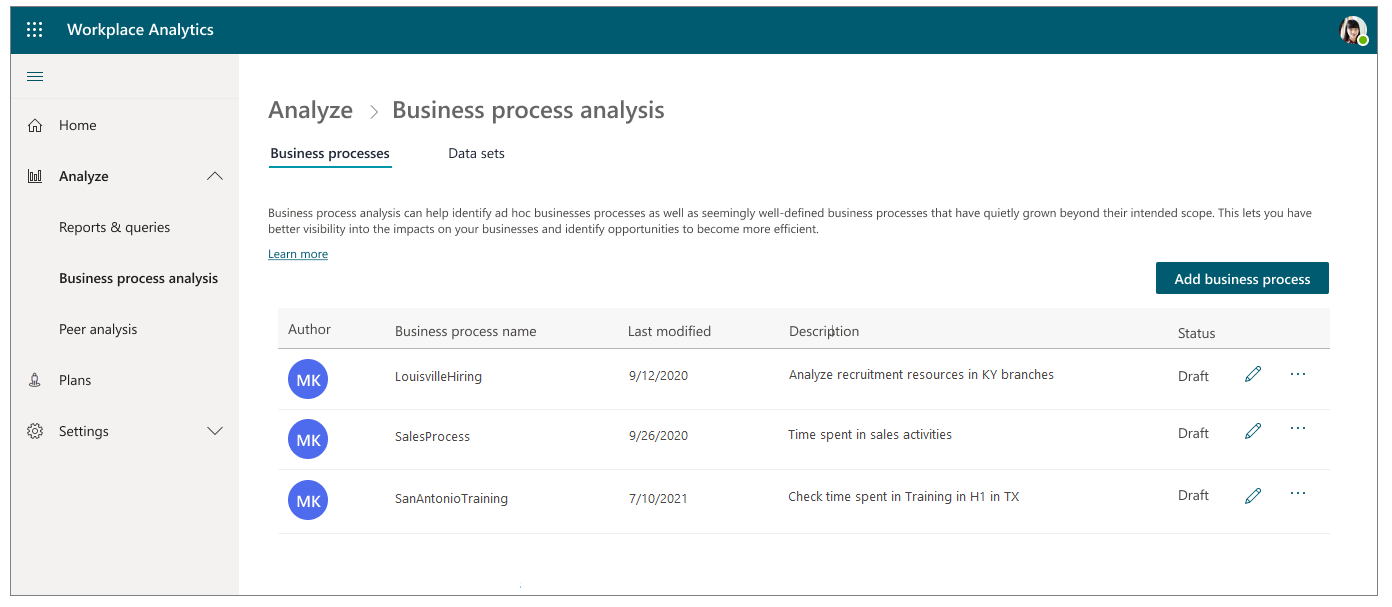 Workplace Analytics
Home
Analyze
Reports & queries
Business process analysis
Peer analysis
Plans
Settings
Analyze > Business process analysis
Business processes Data sets
Business process analysis can help identify ad hoc businesses processes as well as seemingly well-defined business processes that have quietly grown beyond their intended scope. This lets you have
better visibility into the impacts on your businesses and identify opportunities to become more efficient.
Learn more
Add business process
Author Business process name Last modified Description Status
MK LouisvilleHiring 9/12/2020 Analyze recruitment resources in KY branches Draft
MK SalesProcess 9/26/2020 Time spent in sales activities Draft
MK SanAntonioTraining 7/10/2021 Check time spent in Training in H1 in TX Draft